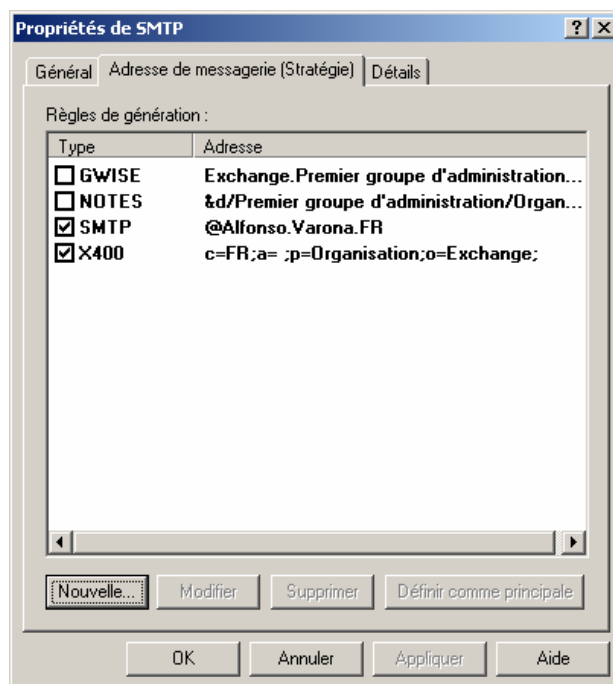 Propriétés de SMTP
Général Adresse de messagerie (Stratégie) Détails
Règles de génération :
Type Adresse
GWISE Exchange.Premier groupe d'administration...
NOTES &d/Premier groupe d'administration/Organ...
SMTP @Alfonso.Varona.FR
X400 c=FR;a= ;p=Organisation;o=Exchange;
Nouvelle... Modifier Supprimer Définir comme principale
OK Annuler Appliquer Aide